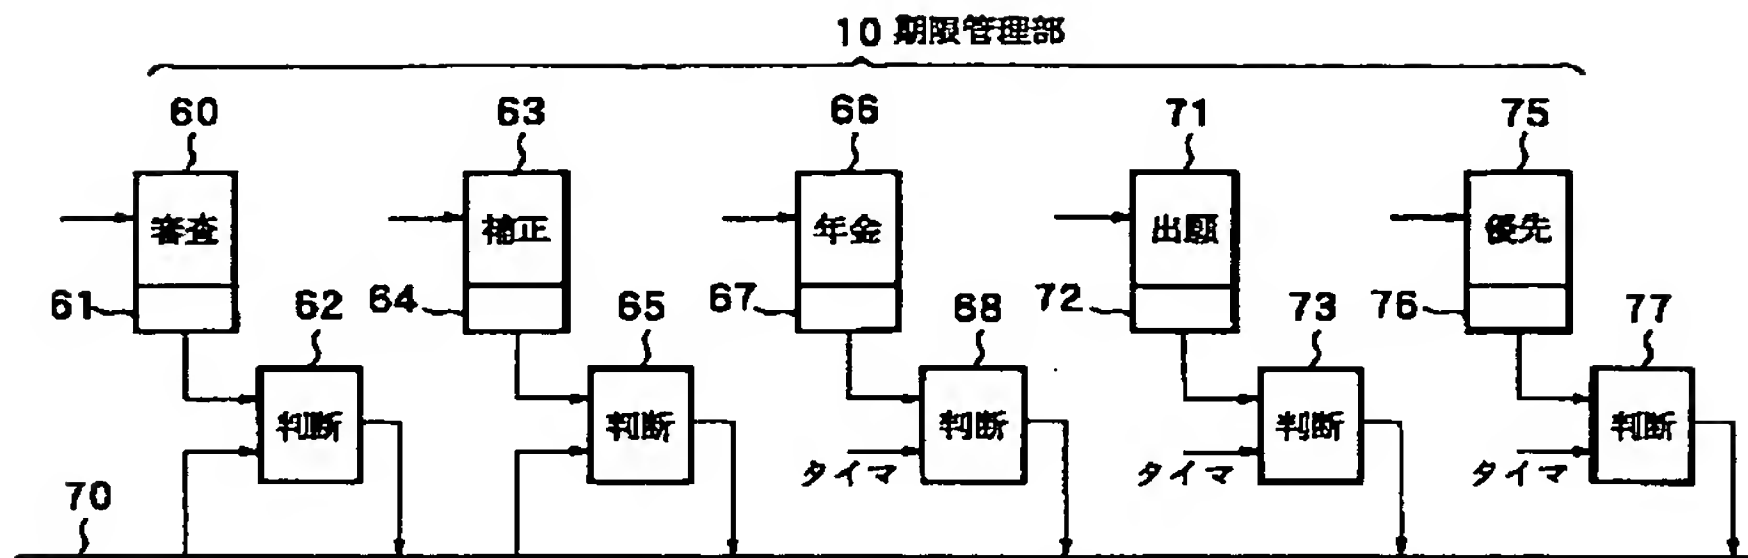 10 期限管理部
60 63 66 71 75
審査 補正 年金 出願 優先
61 64 67 72 76
62 65 68 73 77
判断 判断 判断 判断 判断
タイマ タイマ タイマ
70